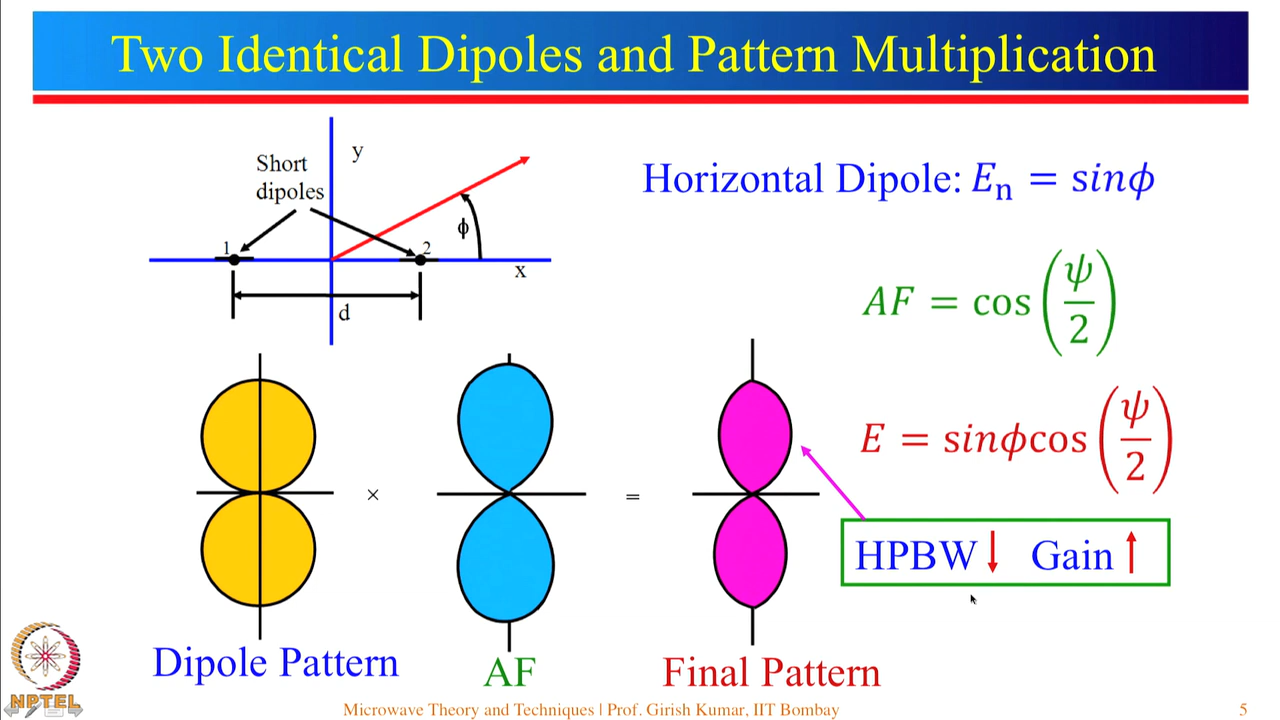 Two Identical Dipoles and Pattern Multiplication
y
Short
dipoles
ϕ
1
2
x
d
Horizontal Dipole: Eₙ = sinϕ
AF = cos(ψ/2)
E = sinϕcos(ψ/2)
×
=
HPBW↓ Gain↑
Dipole Pattern
AF
Final Pattern
NPTEL
Microwave Theory and Techniques | Prof. Girish Kumar, IIT Bombay
5